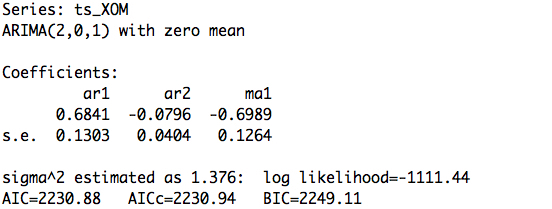 Series: ts_XOM
ARIMA(2,0,1) with zero mean
Coefficients:
ar1 ar2 ma1
0.6841 -0.0796 -0.6989
s.e. 0.1303 0.0404 0.1264
sigma^2 estimated as 1.376: log likelihood=-1111.44
AIC=2230.88 AICc=2230.94 BIC=2249.11